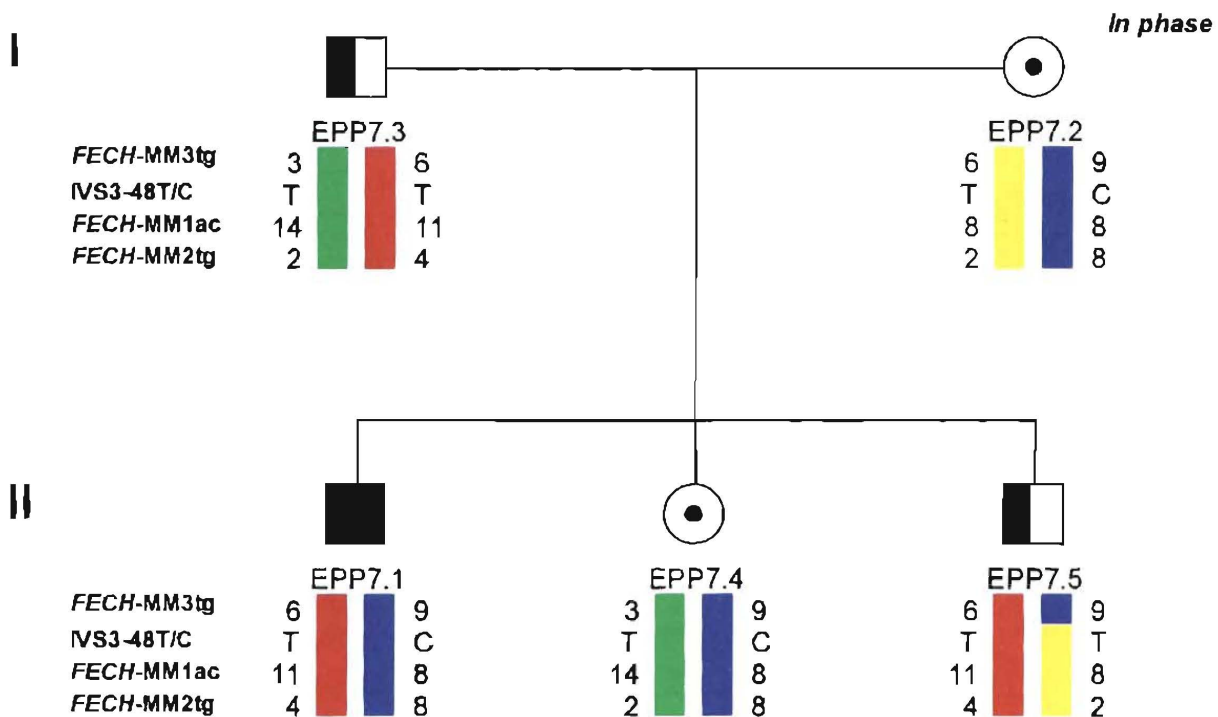 In phase
I
EPP7.3 EPP7.2
FECH-MM3tg 3 6 6 9
IVS3-48T/C T T T C
FECH-MM1ac 14 11 8 8
FECH-MM2tg 2 4 2 8
II
EPP7.1 EPP7.4 EPP7.5
FECH-MM3tg 6 9 3 9 6 9
IVS3-48T/C T C T C T T
FECH-MM1ac 11 8 14 8 11 8
FECH-MM2tg 4 8 2 8 4 2